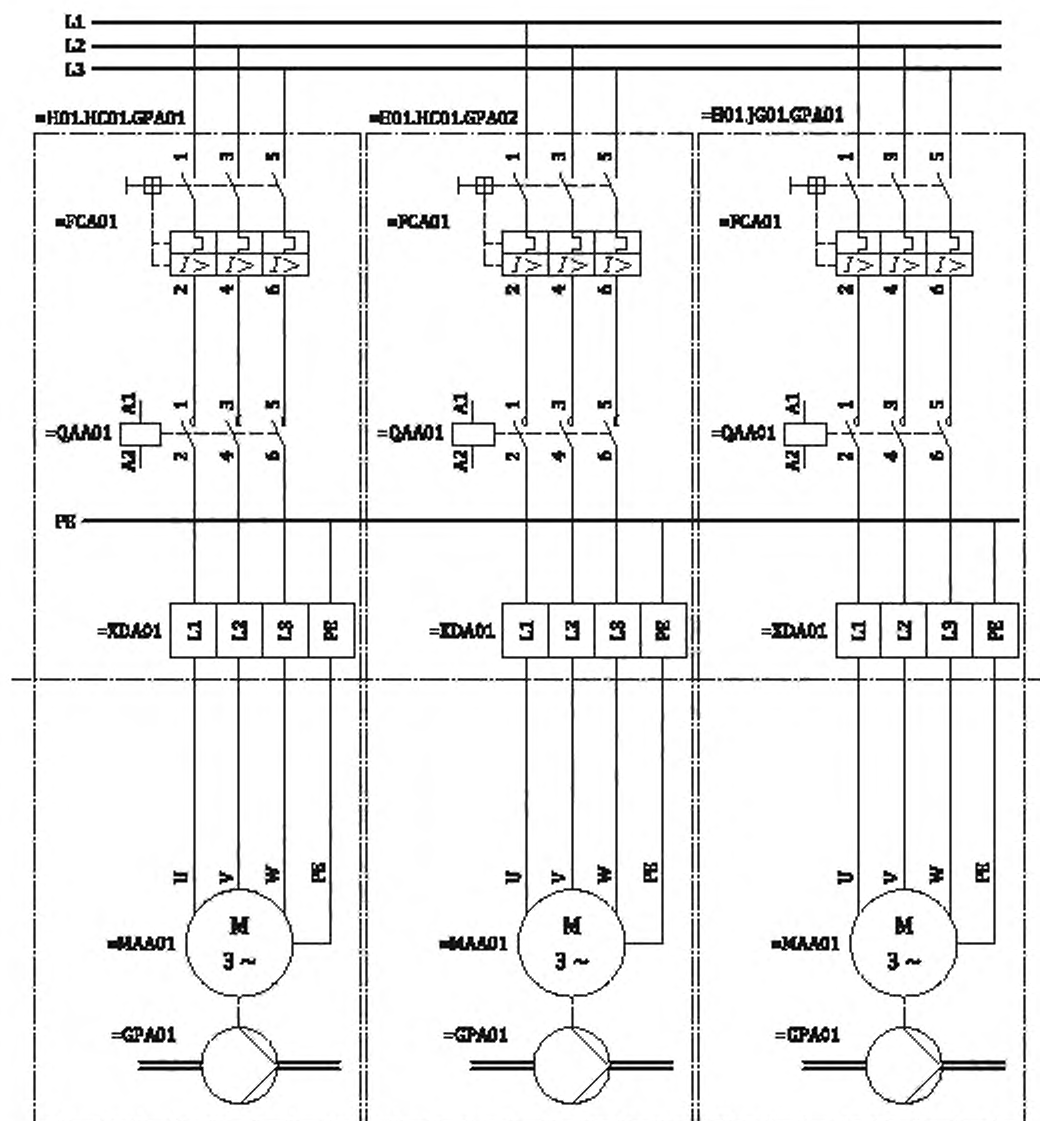 L1
L2
L3
=H01.HC01.GPA01
=E01.HC01.GPA02
=B01.JG01.GPA01
1 3 5
1 3 5
1 3 5
=FCA01
=FCA01
=FCA01
I> I> I>
I> I> I>
I> I> I>
2 4 6
2 4 6
2 4 6
A1 1 3 5
A1 1 3 5
A1 1 3 5
=QAA01
=QAA01
=QAA01
A2 2 4 6
A2 2 4 6
A2 2 4 6
PE
=XDA01 L1 L2 L3 PE
=XDA01 L1 L2 L3 PE
=XDA01 L1 L2 L3 PE
U V W PE
U V W PE
U V W PE
=MAA01
M
3 ~
=MAA01
M
3 ~
=MAA01
M
3 ~
=GPA01
=GPA01
=GPA01